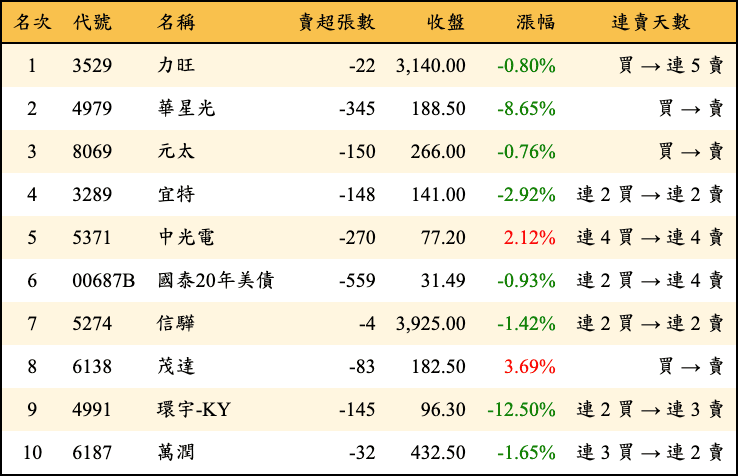 名次 代號 名稱 賣超張數 收盤 漲幅 連賣天數
1 3529 力旺 -22 3,140.00 -0.80% 買 → 連 5 賣
2 4979 華星光 -345 188.50 -8.65% 買 → 賣
3 8069 元太 -150 266.00 -0.76% 買 → 賣
4 3289 宜特 -148 141.00 -2.92% 連 2 買 → 連 2 賣
5 5371 中光電 -270 77.20 2.12% 連 4 買 → 連 4 賣
6 00687B 國泰20年美債 -559 31.49 -0.93% 連 2 買 → 連 4 賣
7 5274 信驊 -4 3,925.00 -1.42% 連 2 買 → 連 2 賣
8 6138 茂達 -83 182.50 3.69% 買 → 賣
9 4991 環宇-KY -145 96.30 -12.50% 連 2 買 → 連 3 賣
10 6187 萬潤 -32 432.50 -1.65% 連 3 買 → 連 2 賣